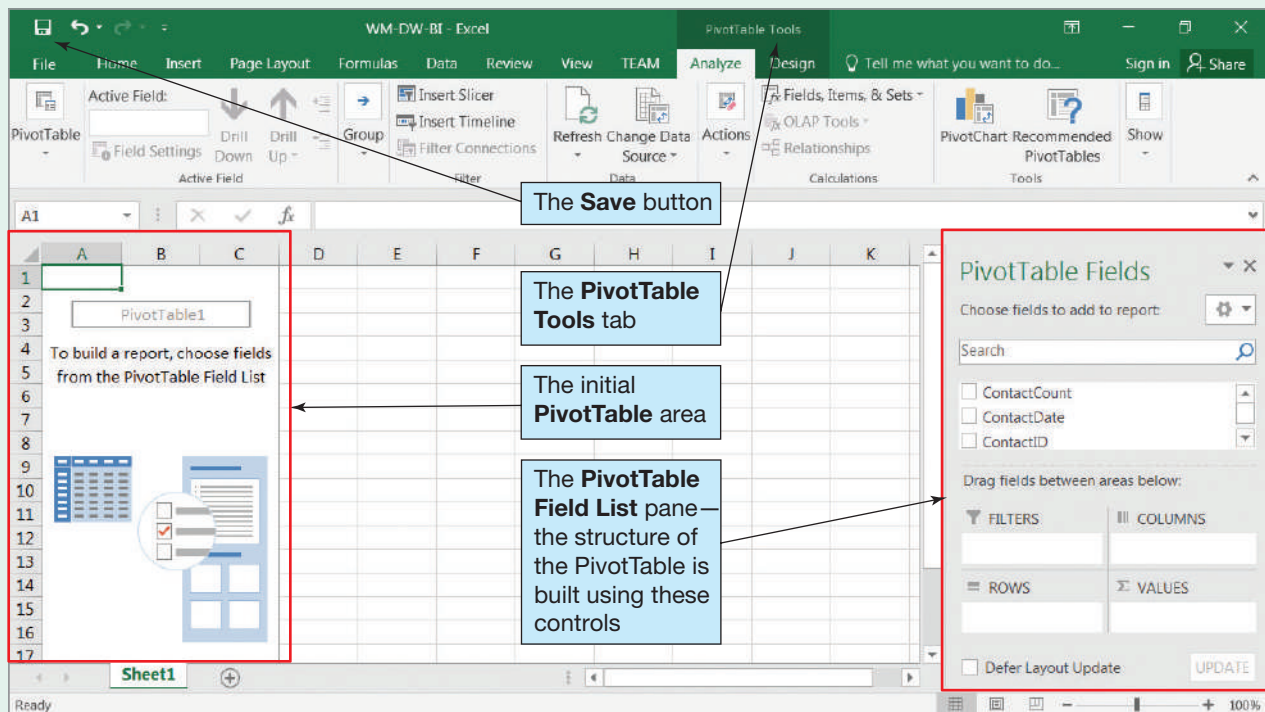 WM-DW-BI - Excel
PivotTable Tools
File Home Insert Page Layout Formulas Data Review View TEAM Analyze Design Tell me what you want to do... Sign in Share
PivotTable
Active Field:
Field Settings
Drill Down
Drill Up
Active Field
Group
Insert Slicer
Insert Timeline
Filter Connections
Filter
Refresh
Change Data Source
Data
Actions
Fields, Items, & Sets
OLAP Tools
Relationships
Calculations
PivotChart
Recommended PivotTables
Tools
Show
The Save button
A1
fx
A B C D E F G H I J K
1
2
3
4
5
6
7
8
9
10
11
12
13
14
15
16
17
PivotTable1
To build a report, choose fields
from the PivotTable Field List
The PivotTable
Tools tab
The initial
PivotTable area
The PivotTable
Field List pane—
the structure of
the PivotTable is
built using these
controls
PivotTable Fields
Choose fields to add to report:
Search
ContactCount
ContactDate
ContactID
Drag fields between areas below:
FILTERS
COLUMNS
ROWS
Σ VALUES
Defer Layout Update
UPDATE
Sheet1
Ready
100%